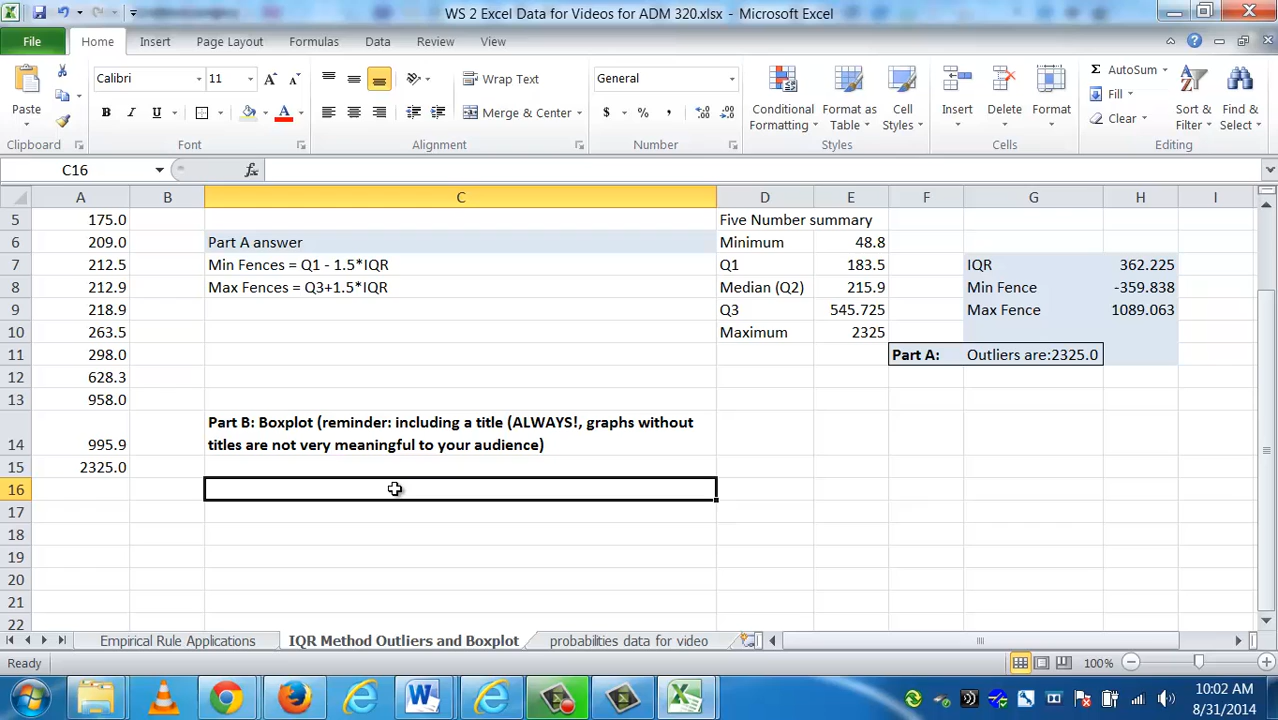 WS 2 Excel Data for Videos for ADM 320.xlsx - Microsoft Excel
File Home Insert Page Layout Formulas Data Review View
Calibri 11 Wrap Text General AutoSum
Paste Conditional Formatting Format as Table Cell Styles Insert Delete Format Fill Sort & Filter Find & Select
B I U A Merge & Center $ % , Clear
Clipboard Font Alignment Number Styles Cells Editing
C16 fx
A B C D E F G H I
5 175.0 Five Number summary
6 209.0 Part A answer Minimum 48.8
7 212.5 Min Fences = Q1 - 1.5*IQR Q1 183.5 IQR 362.225
8 212.9 Max Fences = Q3+1.5*IQR Median (Q2) 215.9 Min Fence -359.838
9 218.9 Q3 545.725 Max Fence 1089.063
10 263.5 Maximum 2325
11 298.0 Part A: Outliers are:2325.0
12 628.3
13 958.0
Part B: Boxplot (reminder: including a title (ALWAYS!, graphs without
14 995.9 titles are not very meaningful to your audience)
15 2325.0
16
17
18
19
20
21
22
Empirical Rule Applications IQR Method Outliers and Boxplot probabilities data for video
Ready 100%
10:02 AM
8/31/2014